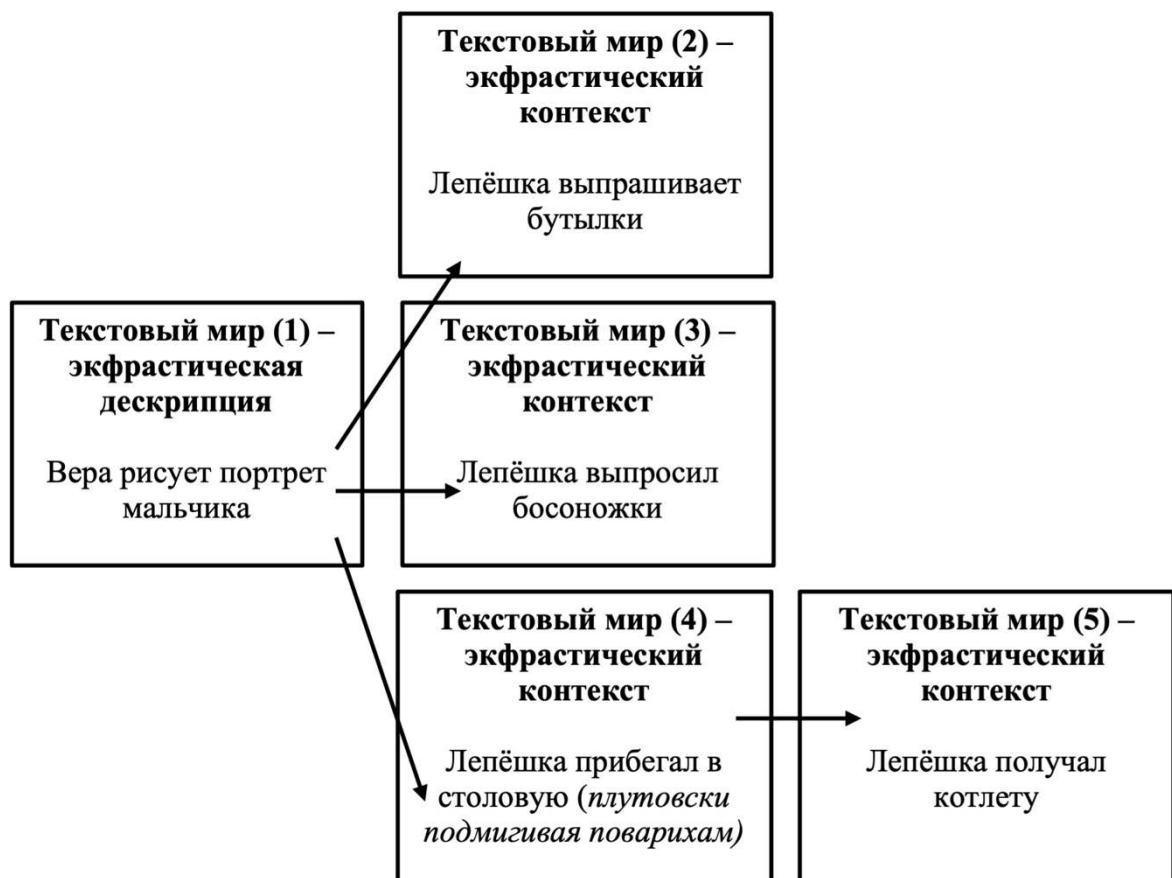 Текстовый мир (2) –
экфрастический
контекст
Лепёшка выпрашивает
бутылки
Текстовый мир (1) –
экфрастическая
дескрипция
Вера рисует портрет
мальчика
Текстовый мир (3) –
экфрастический
контекст
Лепёшка выпросил
босоножки
Текстовый мир (4) –
экфрастический
контекст
Лепёшка прибегал в
столовую (плутовски
подмигивая поварихам)
Текстовый мир (5) –
экфрастический
контекст
Лепёшка получал
котлету